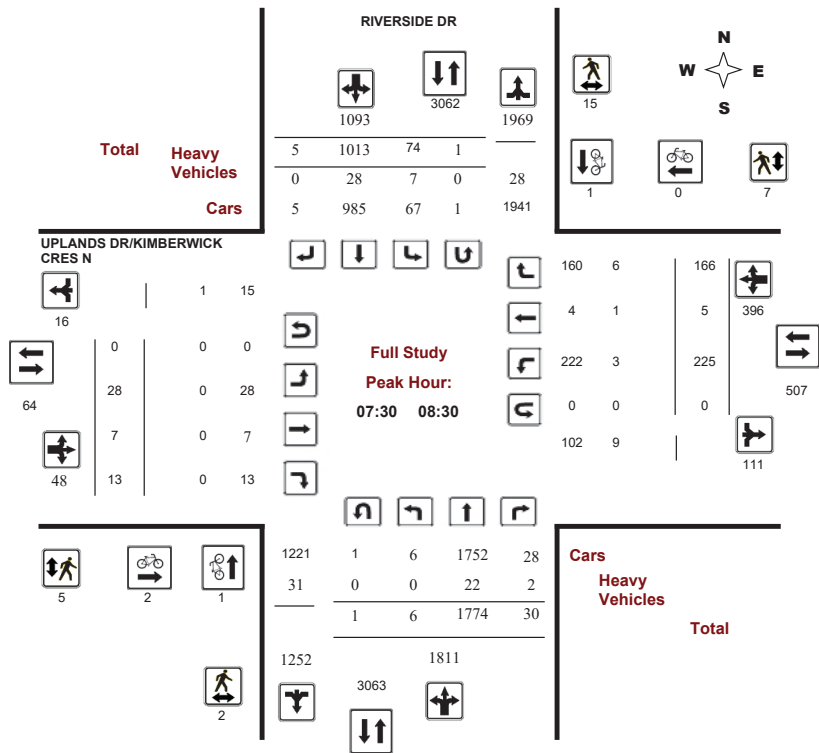 RIVERSIDE DR
N
W E
S
1093
3062
1969
15
Total
Heavy
Vehicles
Cars
5 1013 74 1
0 28 7 0 28
5 985 67 1 1941
1 0 7
UPLANDS DR/KIMBERWICK
CRES N
1 15
16
0 0 0
64
28 0 28
7 0 7
48
13 0 13
Full Study
Peak Hour:
07:30 08:30
160 6 166
4 1 5
396
222 3 225
507
0 0 0
102 9
111
1221 1 6 1752 28
31 0 0 22 2
1 6 1774 30
1252 1811
3063
Cars
Heavy
Vehicles
Total
5 2 1
2